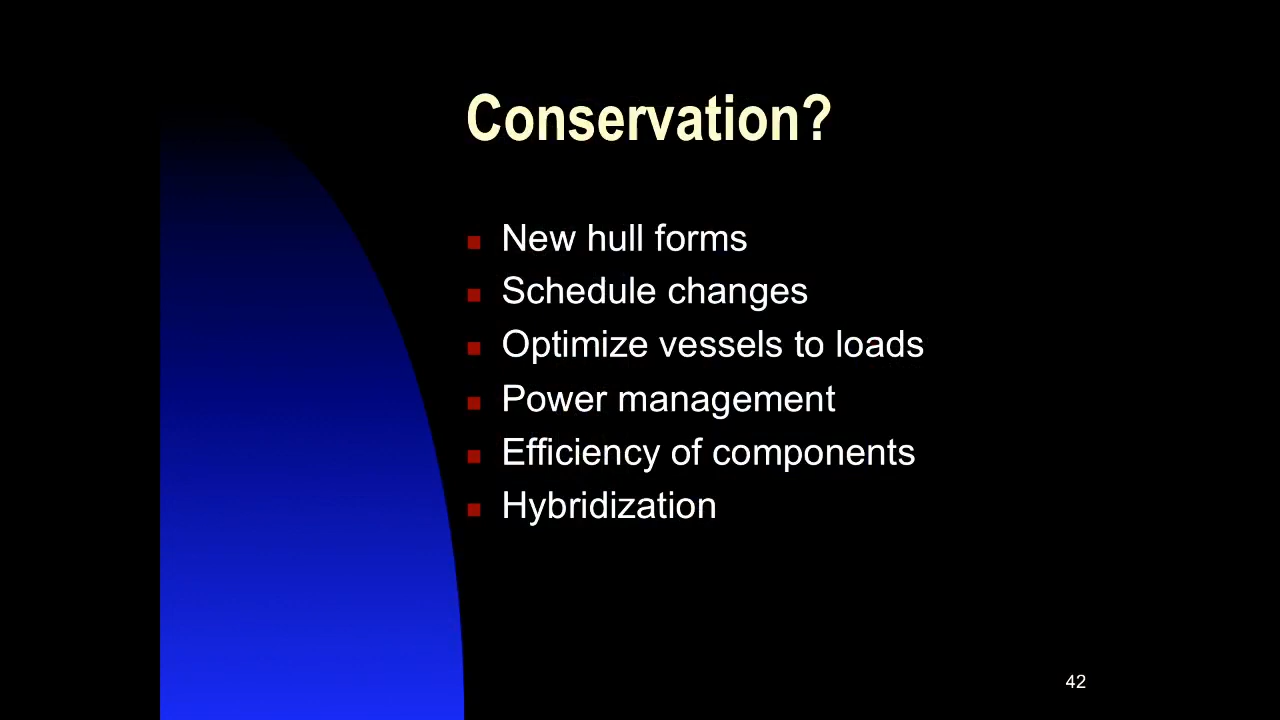 Conservation?
New hull forms
Schedule changes
Optimize vessels to loads
Power management
Efficiency of components
Hybridization
42